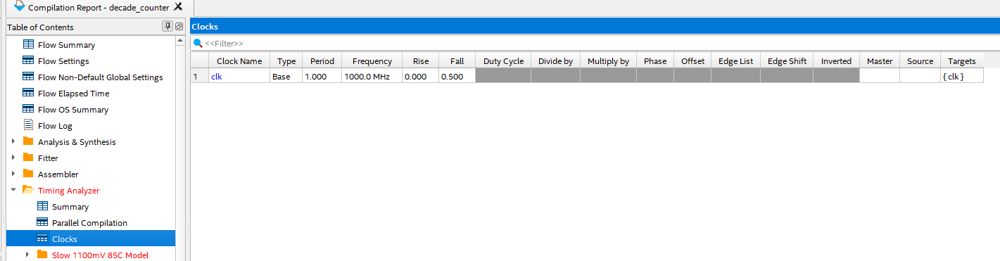 Compilation Report - decade_counter
Table of Contents
Flow Summary
Flow Settings
Flow Non-Default Global Settings
Flow Elapsed Time
Flow OS Summary
Flow Log
Analysis & Synthesis
Fitter
Assembler
Timing Analyzer
Summary
Parallel Compilation
Clocks
Slow 1100mV 85C Model
Clocks
<<Filter>>
Clock Name Type Period Frequency Rise Fall Duty Cycle Divide by Multiply by Phase Offset Edge List Edge Shift Inverted Master Source Targets
1 clk Base 1.000 1000.0 MHz 0.000 0.500 { clk }